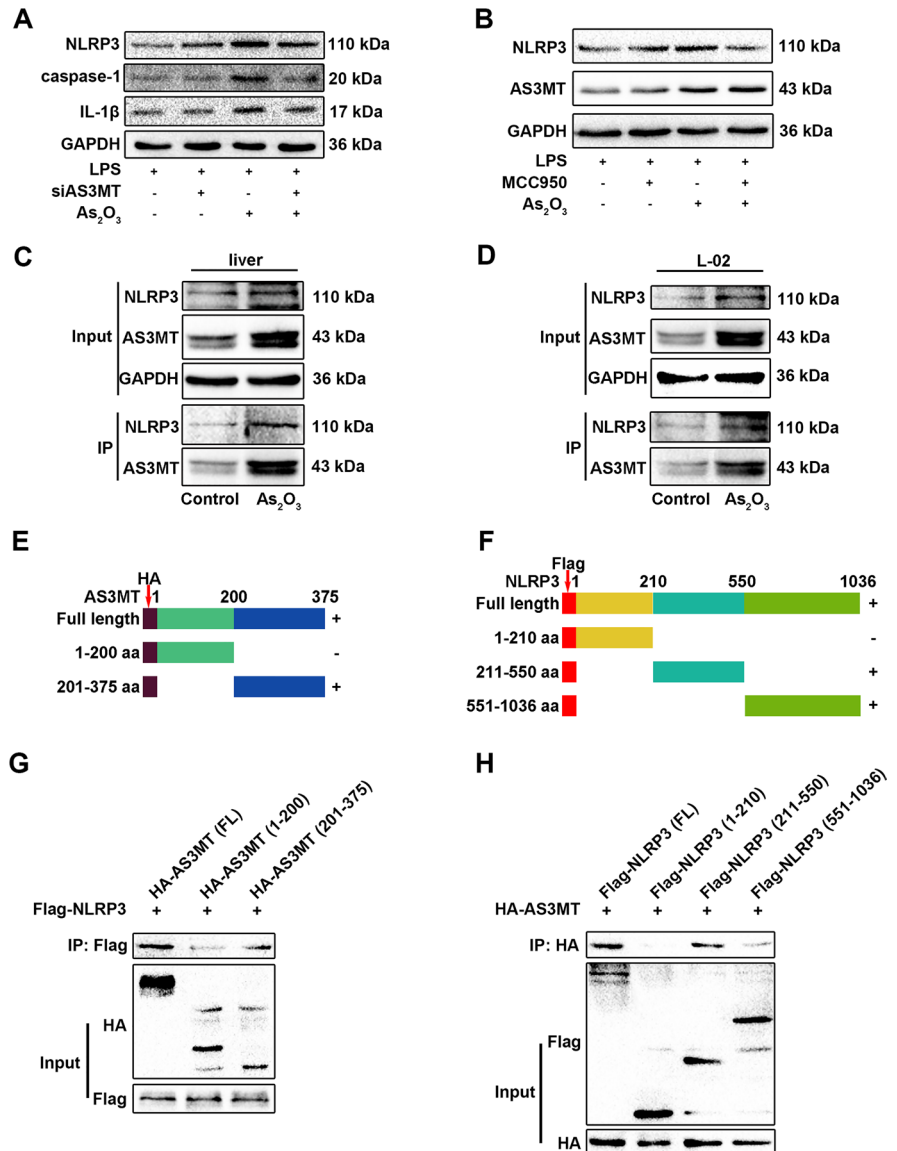 A
NLRP3 110 kDa
caspase-1 20 kDa
IL-1β 17 kDa
GAPDH 36 kDa
LPS + + + +
siAS3MT - + - +
As2O3 - - + +
B
NLRP3 110 kDa
AS3MT 43 kDa
GAPDH 36 kDa
LPS + + + +
MCC950 - + - +
As2O3 - - + +
C
liver
Input
NLRP3 110 kDa
AS3MT 43 kDa
GAPDH 36 kDa
IP
NLRP3 110 kDa
AS3MT 43 kDa
Control As2O3
D
L-02
Input
NLRP3 110 kDa
AS3MT 43 kDa
GAPDH 36 kDa
IP
NLRP3 110 kDa
AS3MT 43 kDa
Control As2O3
E
HA
AS3MT 1 200 375
Full length +
1-200 aa -
201-375 aa +
F
Flag
NLRP3 1 210 550 1036
Full length +
1-210 aa -
211-550 aa +
551-1036 aa +
G
HA-AS3MT (FL)
HA-AS3MT (1-200)
HA-AS3MT (201-375)
Flag-NLRP3 + + +
IP: Flag
HA
Input
Flag
H
Flag-NLRP3 (FL)
Flag-NLRP3 (1-210)
Flag-NLRP3 (211-550)
Flag-NLRP3 (551-1036)
HA-AS3MT + + + +
IP: HA
Flag
Input
HA